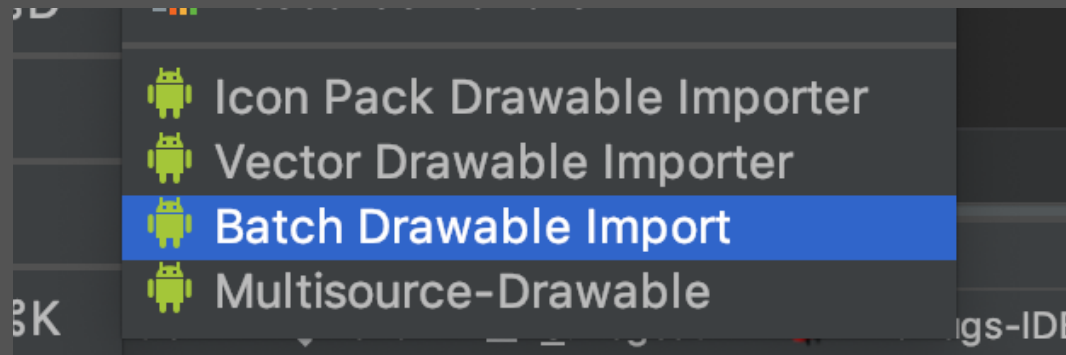 Icon Pack Drawable Importer
Vector Drawable Importer
Batch Drawable Import
Multisource-Drawable
⌘K